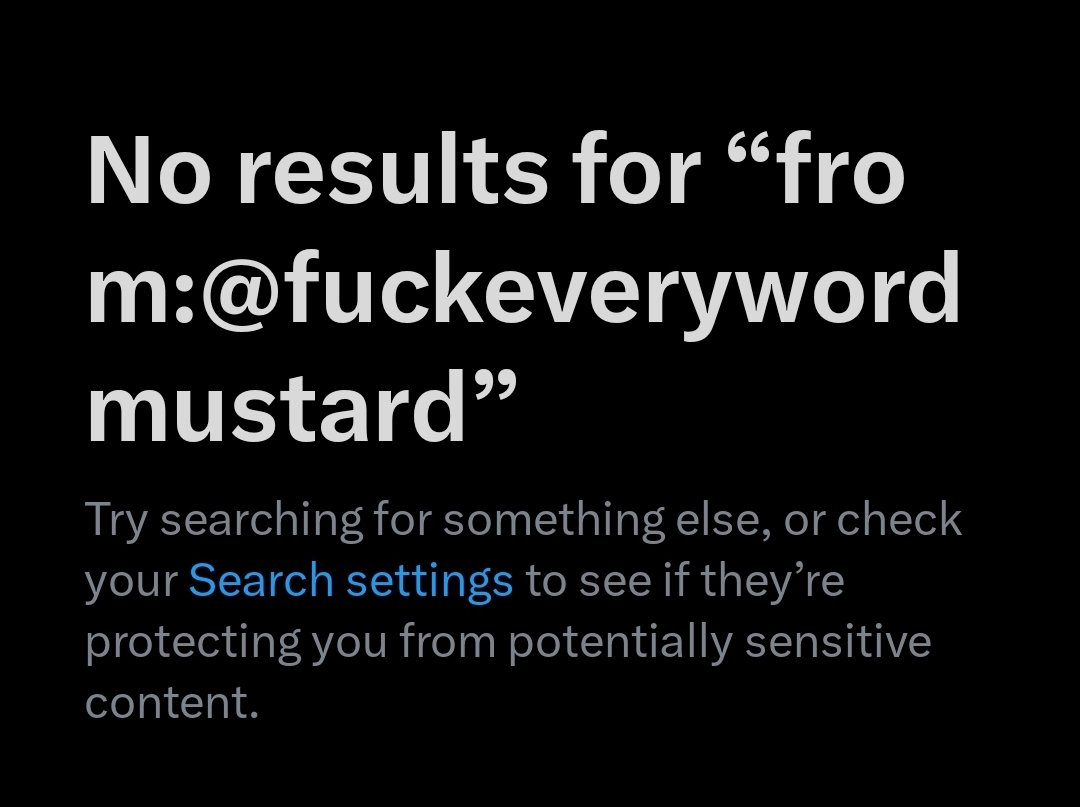 No results for “fro
m:@fuckeveryword
mustard”
Try searching for something else, or check
your Search settings to see if they’re
protecting you from potentially sensitive
content.